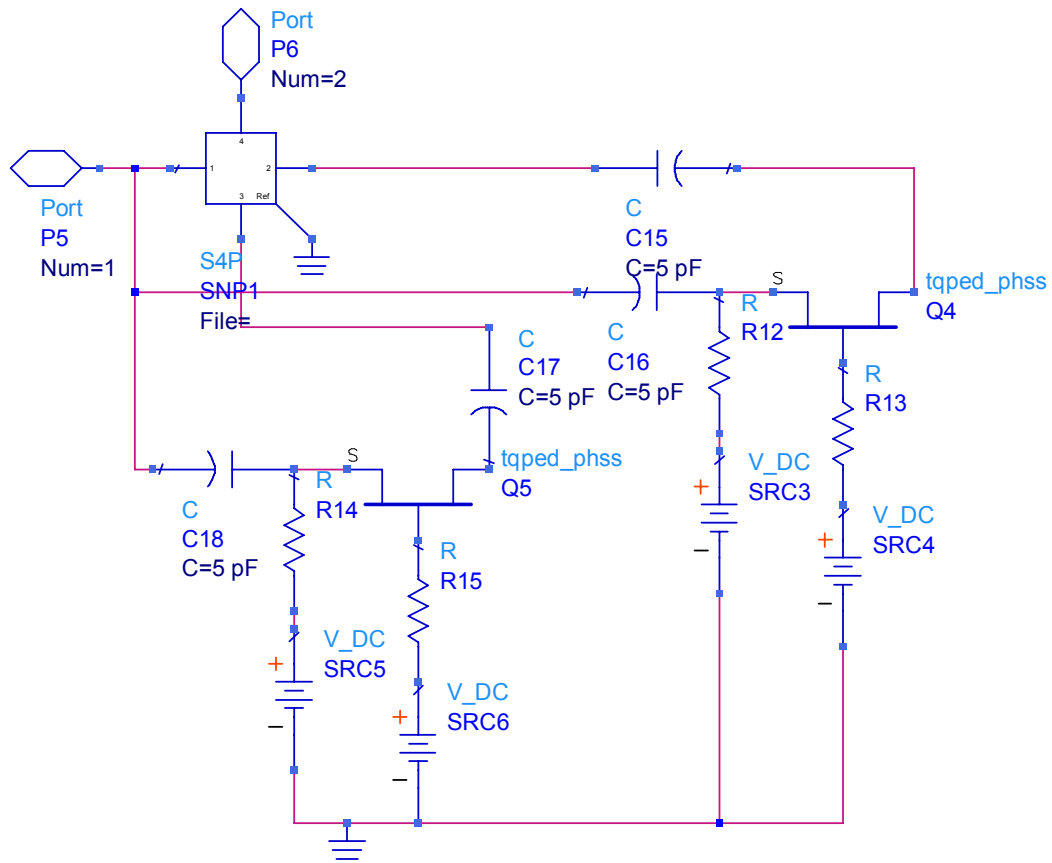 Port
P6
Num=2
4
1
2
3
Ref
Port
P5
Num=1
S4P
SNP1
File=
C
C15
C=5 pF
S
tqped_phss
Q4
C
C16
C=5 pF
R
R12
R
R13
C
C17
C=5 pF
S
tqped_phss
Q5
C
C18
C=5 pF
R
R14
R
R15
+
V_DC
SRC3
−
+
V_DC
SRC4
−
+
V_DC
SRC5
−
+
V_DC
SRC6
−